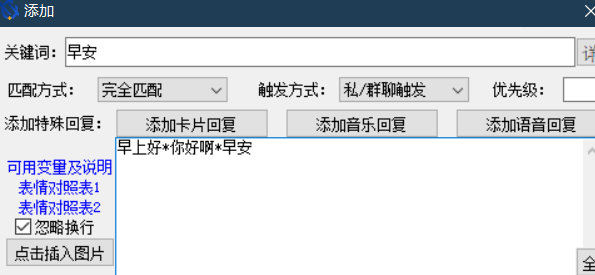 添加
关键词： 早安
匹配方式： 完全匹配 触发方式： 私/群聊触发 优先级：
添加特殊回复： 添加卡片回复 添加音乐回复 添加语音回复
早上好*你好啊*早安
可用变量及说明
表情对照表1
表情对照表2
忽略换行
点击插入图片